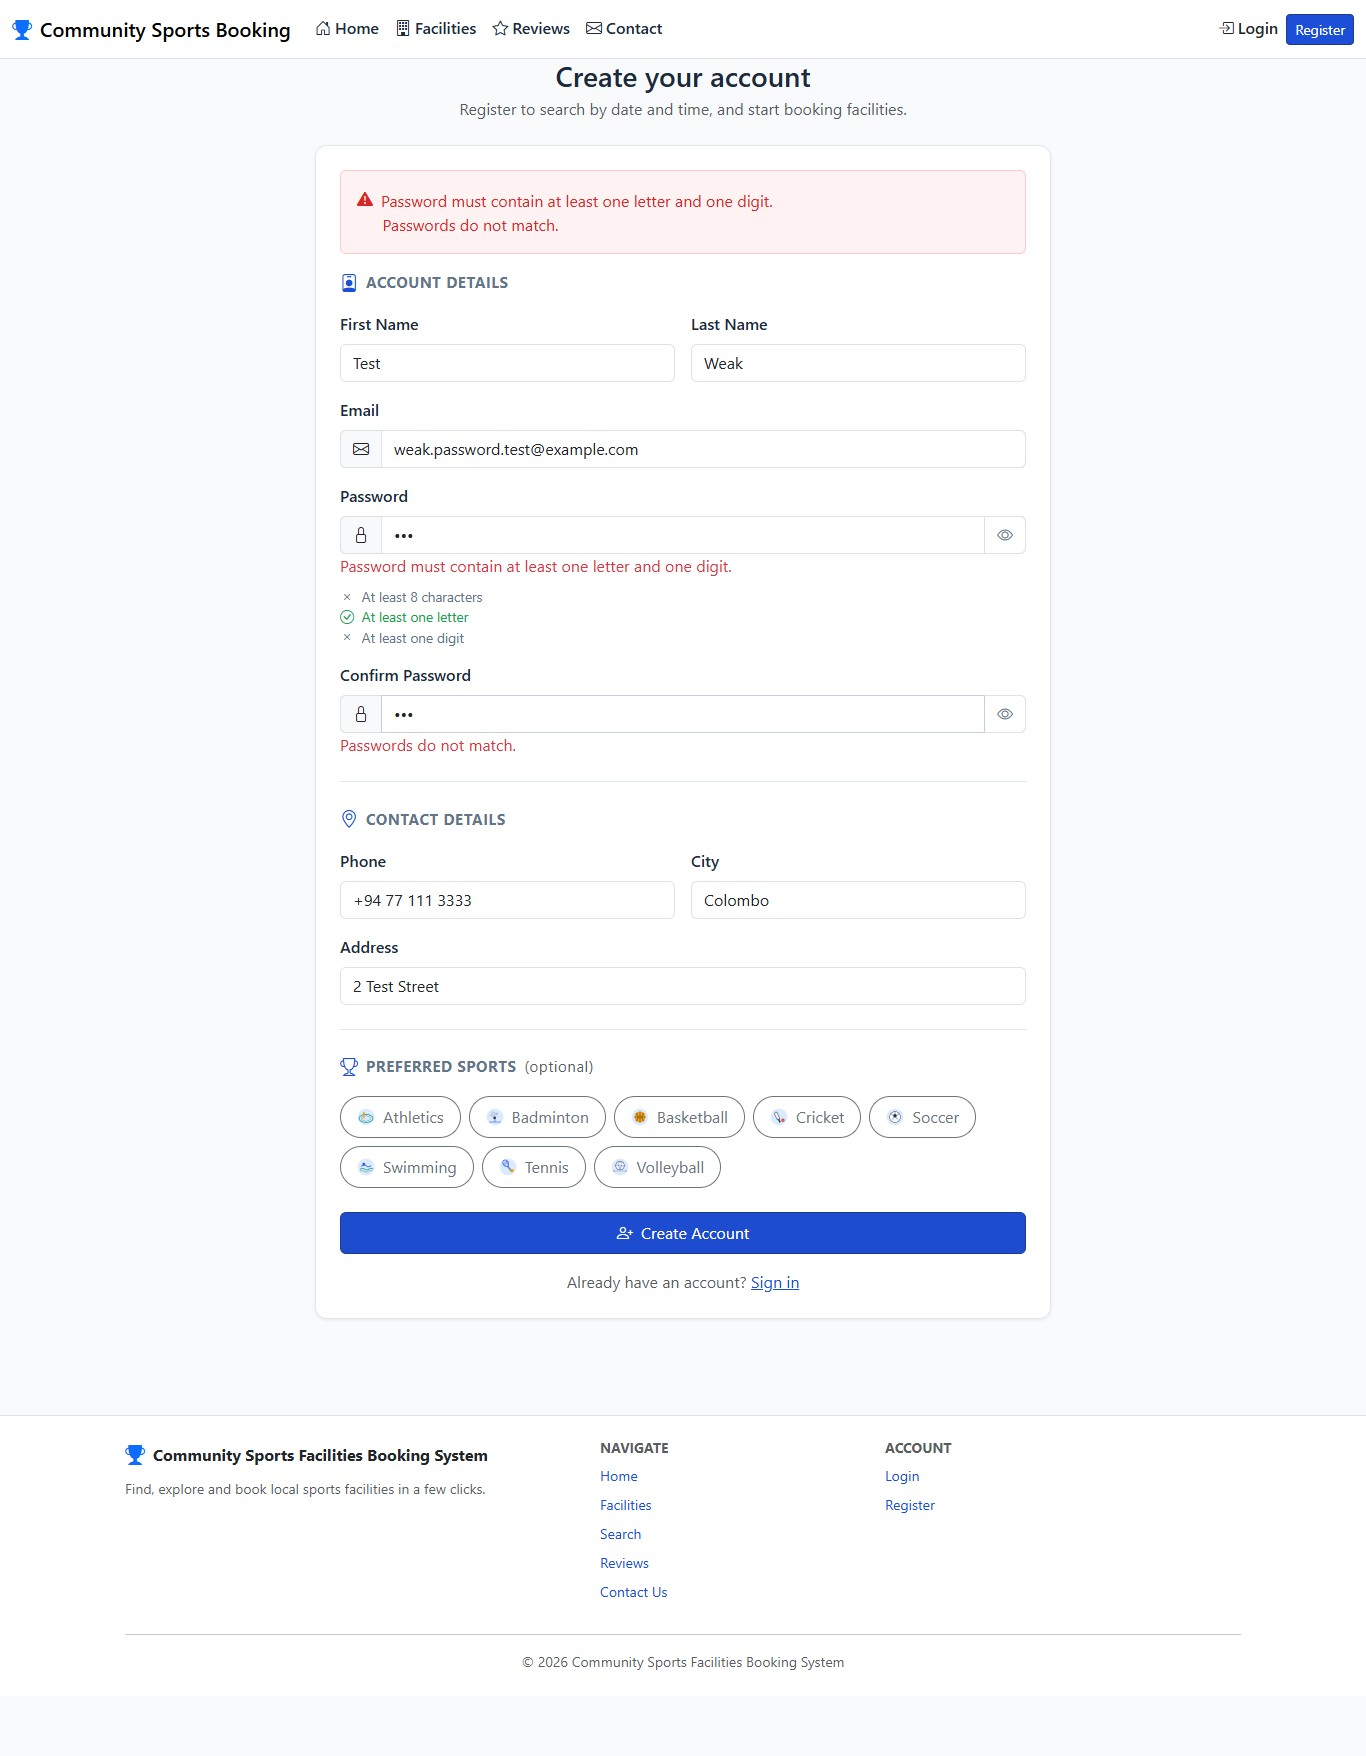 Community Sports Booking Home Facilities Reviews Contact Login Register
Create your account
Register to search by date and time, and start booking facilities.
Password must contain at least one letter and one digit.
Passwords do not match.
ACCOUNT DETAILS
First Name Last Name
Test Weak
Email
weak.password.test@example.com
Password
•••
Password must contain at least one letter and one digit.
At least 8 characters
At least one letter
At least one digit
Confirm Password
•••
Passwords do not match.
CONTACT DETAILS
Phone City
+94 77 111 3333 Colombo
Address
2 Test Street
PREFERRED SPORTS (optional)
Athletics Badminton Basketball Cricket Soccer
Swimming Tennis Volleyball
Create Account
Already have an account? Sign in
Community Sports Facilities Booking System
Find, explore and book local sports facilities in a few clicks.
NAVIGATE
Home
Facilities
Search
Reviews
Contact Us
ACCOUNT
Login
Register
© 2026 Community Sports Facilities Booking System